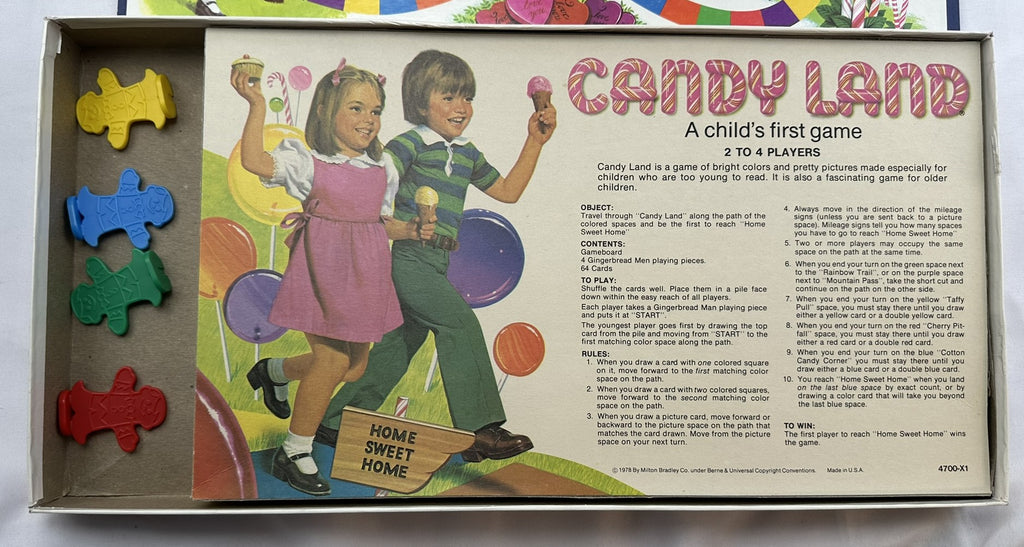 CANDY LAND®
A child's first game
2 TO 4 PLAYERS
Candy Land is a game of bright colors and pretty pictures made especially for
children who are too young to read. It is also a fascinating game for older
children.
OBJECT:
Travel through "Candy Land" along the path of the
colored spaces and be the first to reach "Home
Sweet Home"
CONTENTS:
Gameboard
4 Gingerbread Men playing pieces.
64 Cards
TO PLAY:
Shuffle the cards well. Place them in a pile face
down within the easy reach of all players.
Each player takes a Gingerbread Man playing piece
and puts it at "START".
The youngest player goes first by drawing the top
card from the pile and moving from "START" to the
first matching color space along the path.
RULES:
1. When you draw a card with one colored square
on it, move forward to the first matching color
space on the path.
2. When you draw a card with two colored squares,
move forward to the second matching color
space on the path.
3. When you draw a picture card, move forward or
backward to the picture space on the path that
matches the card drawn. Move from the picture
space on your next turn.
4. Always move in the direction of the mileage
signs (unless you are sent back to a picture
space). Mileage signs tell you how many spaces
you have to go to reach "Home Sweet Home"
5. Two or more players may occupy the same
space on the path at the same time.
6. When you end your turn on the green space next
to the "Rainbow Trail", or on the purple space
next to "Mountain Pass", take the short cut and
continue on the path on the other side.
7. When you end your turn on the yellow "Taffy
Pull" space, you must stay there until you draw
either a yellow card or a double yellow card.
8. When you end your turn on the red "Cherry Pit-
fall" space, you must stay there until you draw
either a red card or a double red card.
9. When you end your turn on the blue "Cotton
Candy Corner" you must stay there until you
draw either a blue card or a double blue card.
10. You reach "Home Sweet Home" when you land
on the last blue space by exact count, or by
drawing a color card that will take you beyond
the last blue space.
TO WIN:
The first player to reach "Home Sweet Home" wins
the game.
HOME
SWEET
HOME
© 1978 By Milton Bradley Co. under Berne & Universal Copyright Conventions. Made in U.S.A.
4700-X1